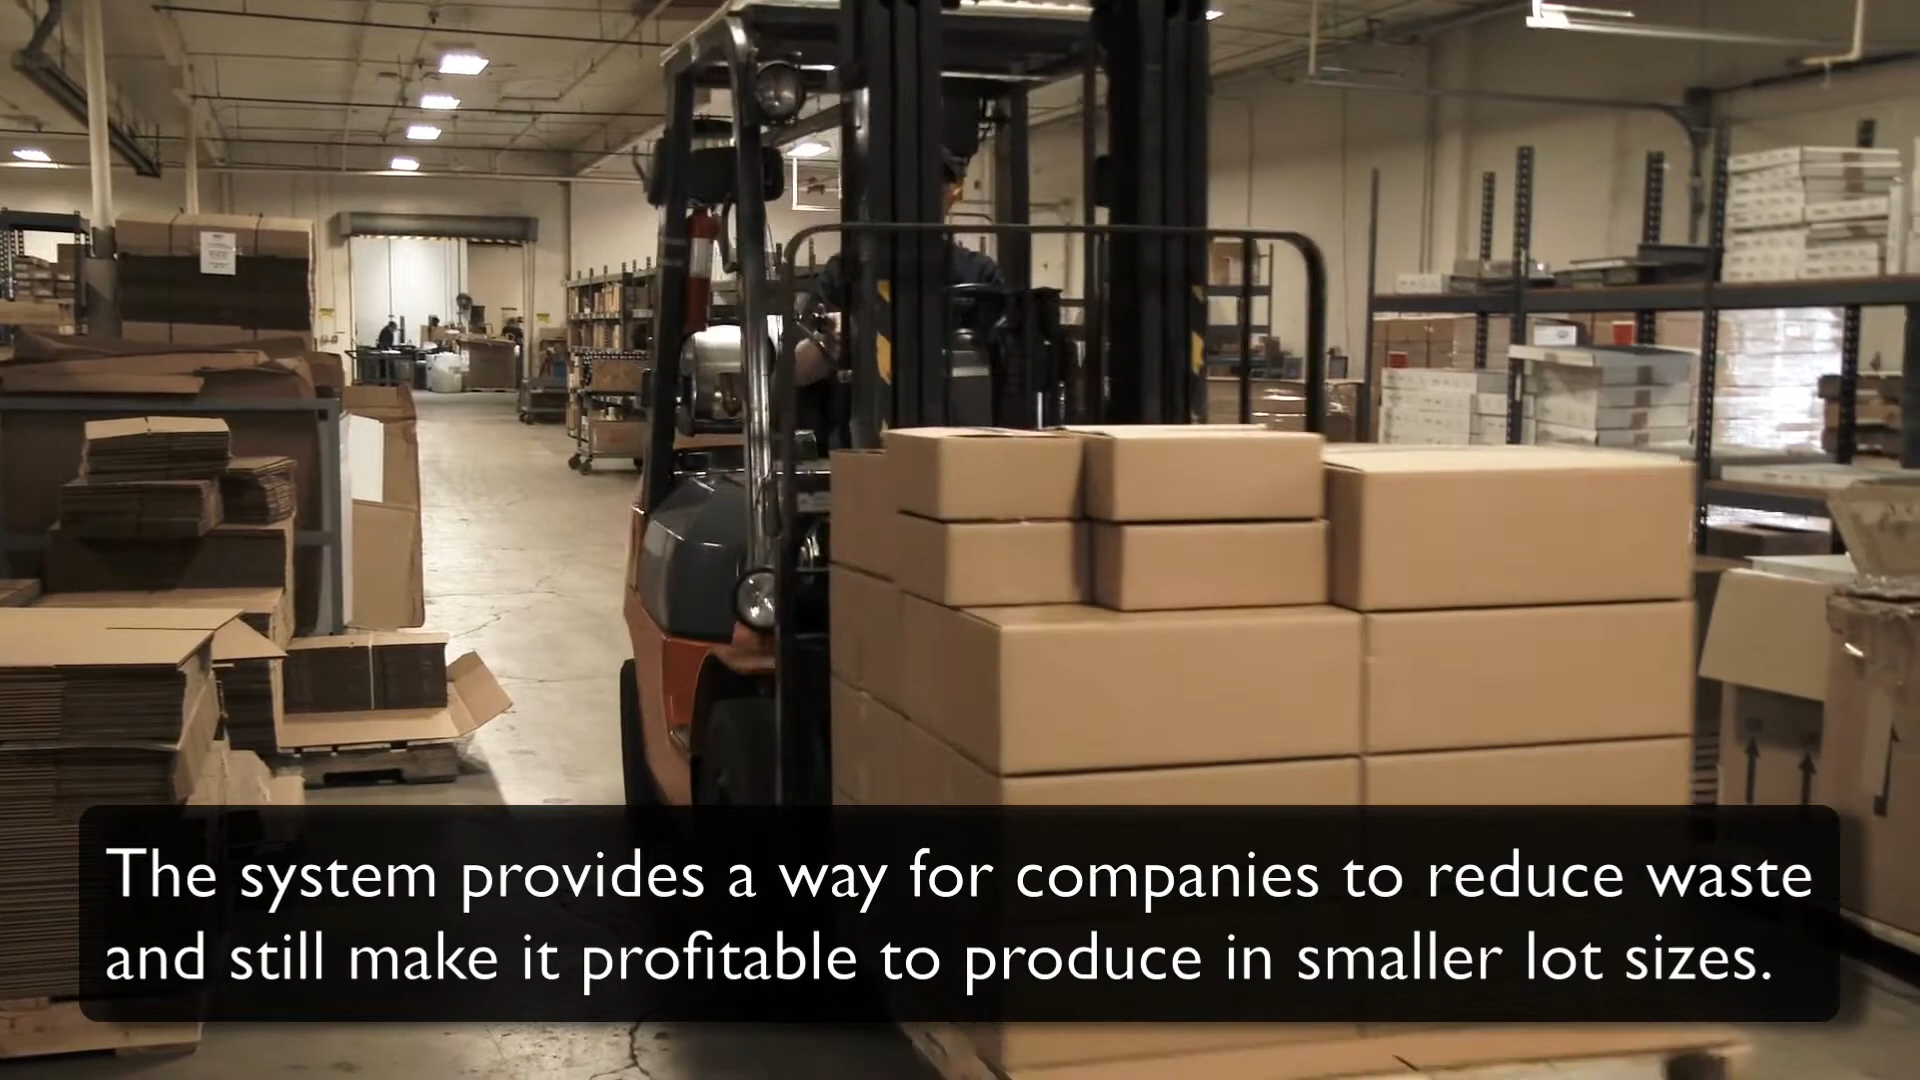 The system provides a way for companies to reduce waste
and still make it profitable to produce in smaller lot sizes.